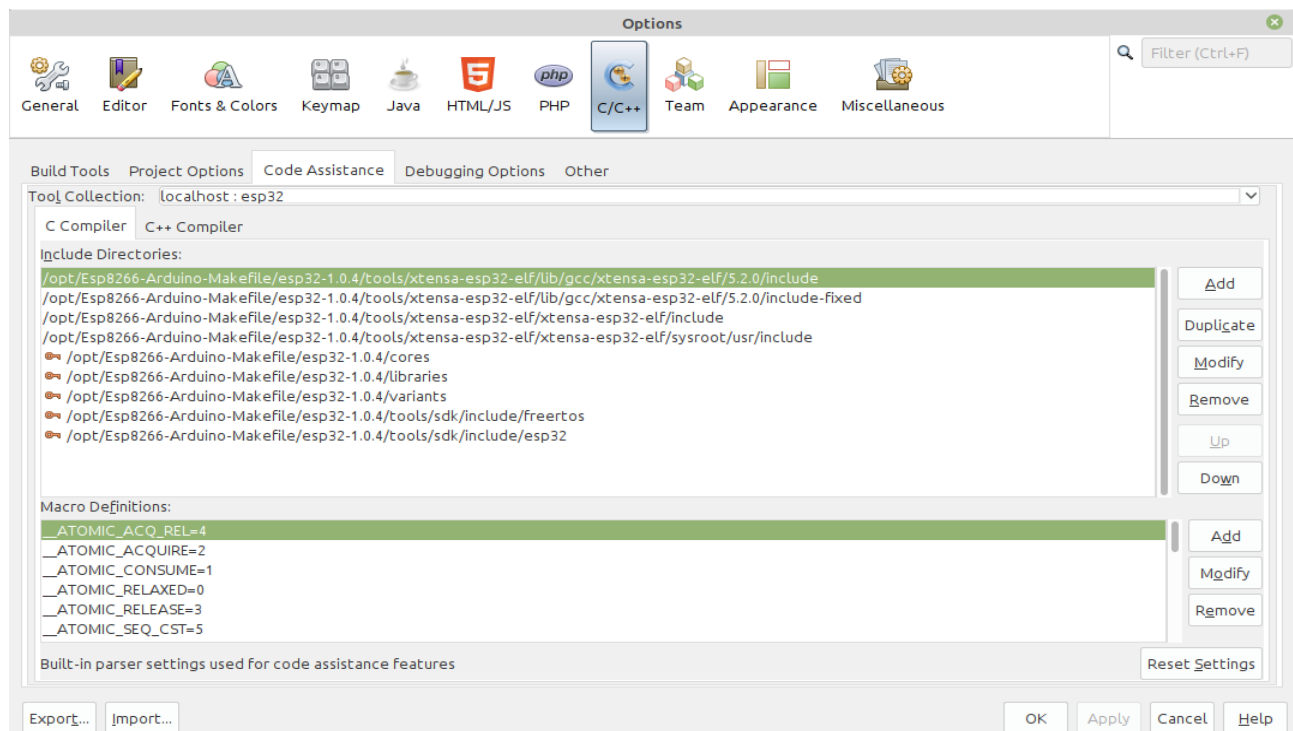 Options
Filter (Ctrl+F)
General Editor Fonts & Colors Keymap Java HTML/JS PHP C/C++ Team Appearance Miscellaneous
Build Tools Project Options Code Assistance Debugging Options Other
Tool Collection: localhost : esp32
C Compiler C++ Compiler
Include Directories:
/opt/Esp8266-Arduino-Makefile/esp32-1.0.4/tools/xtensa-esp32-elf/lib/gcc/xtensa-esp32-elf/5.2.0/include
/opt/Esp8266-Arduino-Makefile/esp32-1.0.4/tools/xtensa-esp32-elf/lib/gcc/xtensa-esp32-elf/5.2.0/include-fixed
/opt/Esp8266-Arduino-Makefile/esp32-1.0.4/tools/xtensa-esp32-elf/xtensa-esp32-elf/include
/opt/Esp8266-Arduino-Makefile/esp32-1.0.4/tools/xtensa-esp32-elf/xtensa-esp32-elf/sysroot/usr/include
/opt/Esp8266-Arduino-Makefile/esp32-1.0.4/cores
/opt/Esp8266-Arduino-Makefile/esp32-1.0.4/libraries
/opt/Esp8266-Arduino-Makefile/esp32-1.0.4/variants
/opt/Esp8266-Arduino-Makefile/esp32-1.0.4/tools/sdk/include/freertos
/opt/Esp8266-Arduino-Makefile/esp32-1.0.4/tools/sdk/include/esp32
Add
Duplicate
Modify
Remove
Up
Down
Macro Definitions:
__ATOMIC_ACQ_REL=4
__ATOMIC_ACQUIRE=2
__ATOMIC_CONSUME=1
__ATOMIC_RELAXED=0
__ATOMIC_RELEASE=3
__ATOMIC_SEQ_CST=5
Add
Modify
Remove
Built-in parser settings used for code assistance features
Reset Settings
Export... Import... OK Apply Cancel Help